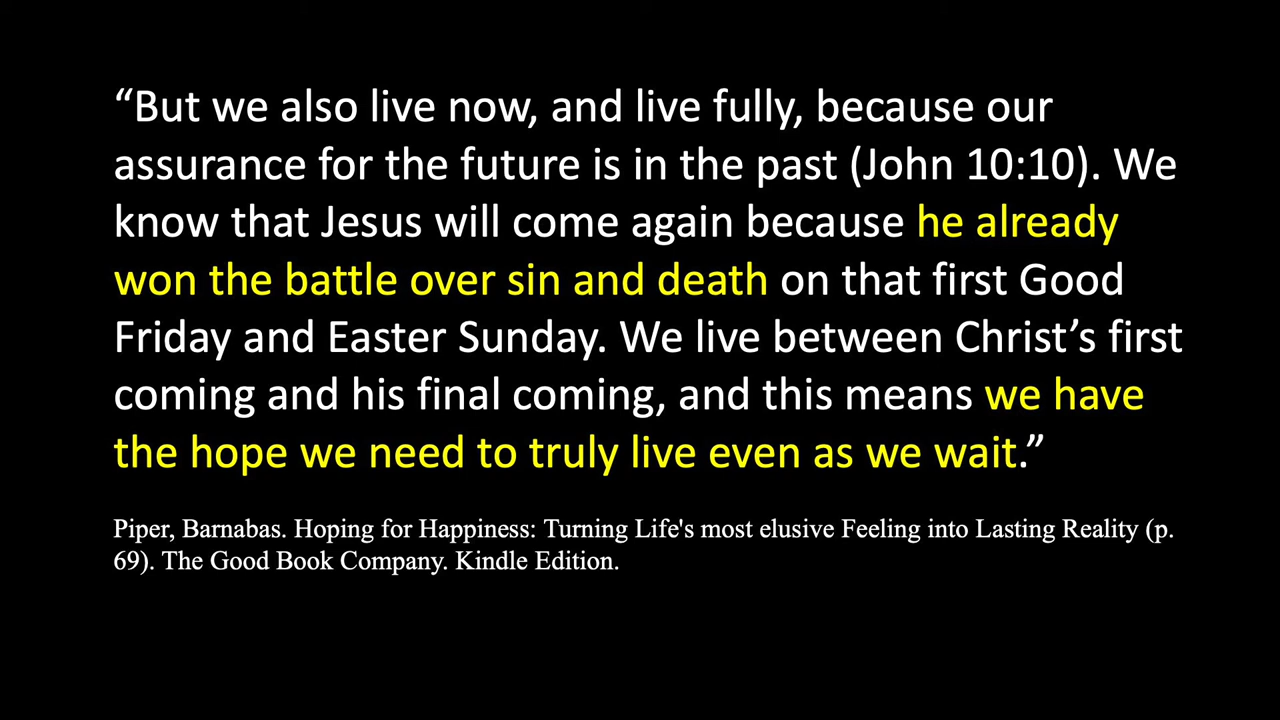 “But we also live now, and live fully, because our
assurance for the future is in the past (John 10:10). We
know that Jesus will come again because he already
won the battle over sin and death on that first Good
Friday and Easter Sunday. We live between Christ’s first
coming and his final coming, and this means we have
the hope we need to truly live even as we wait.”
Piper, Barnabas. Hoping for Happiness: Turning Life's most elusive Feeling into Lasting Reality (p.
69). The Good Book Company. Kindle Edition.